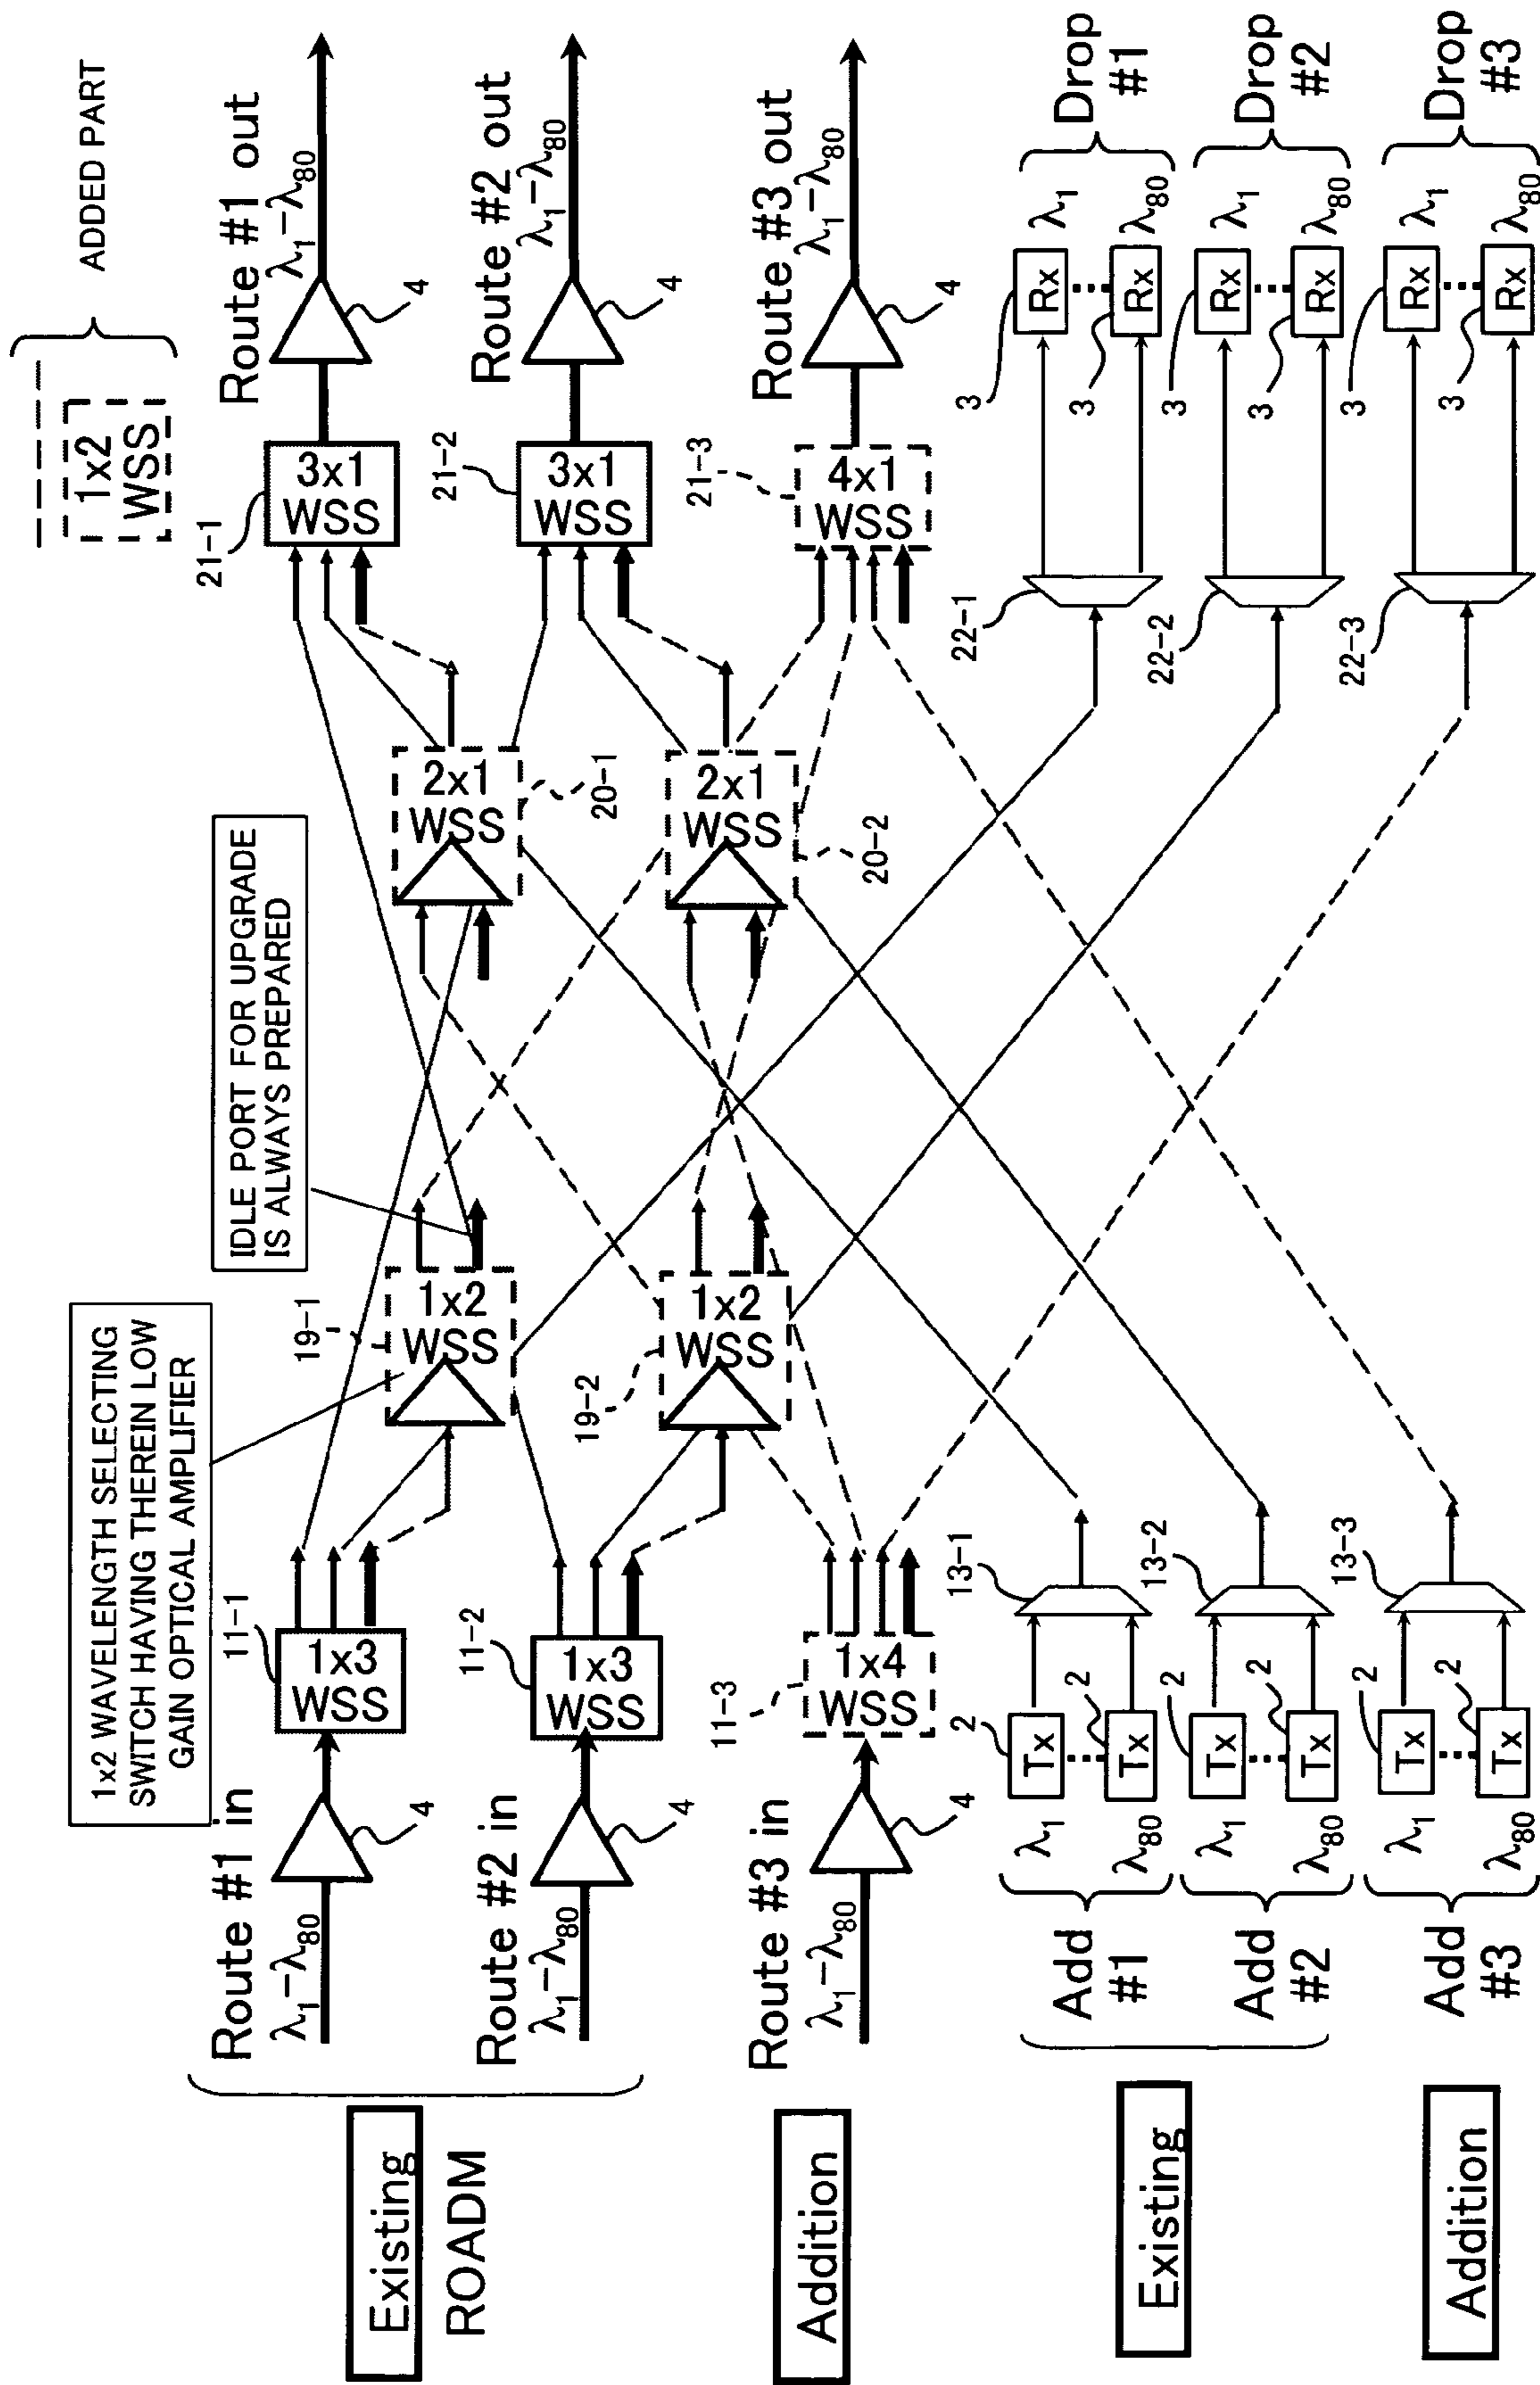 1x2
WSS
ADDED PART
1x2 WAVELENGTH SELECTING
SWITCH HAVING THEREIN LOW
GAIN OPTICAL AMPLIFIER
IDLE PORT FOR UPGRADE
IS ALWAYS PREPARED
Existing
ROADM
Route #1 in
λ1-λ80
4
11-1
1x3
WSS
19-1
1x2
WSS
2x1
WSS
20-1
21-1
3x1
WSS
4
Route #1 out
λ1-λ80
Route #2 in
λ1-λ80
4
11-2
1x3
WSS
19-2
1x2
WSS
2x1
WSS
20-2
21-2
3x1
WSS
4
Route #2 out
λ1-λ80
Addition
Route #3 in
λ1-λ80
4
11-3
1x4
WSS
21-3
4x1
WSS
4
Route #3 out
λ1-λ80
Existing
Add
#1
λ1
λ80
2
Tx
2
Tx
13-1
22-1
3
Rx
3
Rx
λ1
λ80
Drop
#1
Add
#2
λ1
λ80
2
Tx
2
Tx
13-2
22-2
3
Rx
3
Rx
λ1
λ80
Drop
#2
Addition
Add
#3
λ1
λ80
2
Tx
2
Tx
13-3
22-3
3
Rx
3
Rx
λ1
λ80
Drop
#3